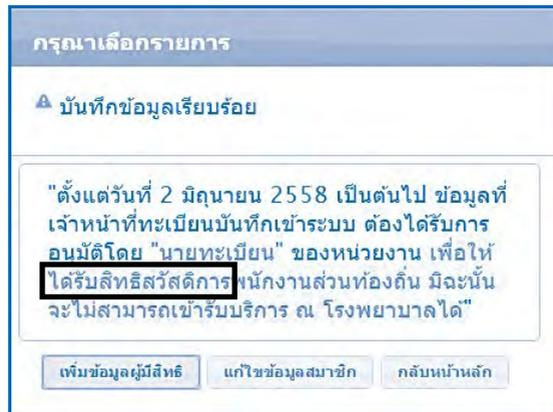 กรุณาเลือกรายการ
บันทึกข้อมูลเรียบร้อย
"ตั้งแต่วันที่ 2 มิถุนายน 2558 เป็นต้นไป ข้อมูลที่
เจ้าหน้าที่ทะเบียนบันทึกเข้าระบบ ต้องได้รับการ
อนุมัติโดย "นายทะเบียน" ของหน่วยงาน เพื่อให้
ได้รับสิทธิสวัสดิการพนักงานส่วนท้องถิ่น มิฉะนั้น
จะไม่สามารถเข้ารับบริการ ณ โรงพยาบาลได้"
เพิ่มข้อมูลผู้มีสิทธิ แก้ไขข้อมูลสมาชิก กลับหน้าหลัก